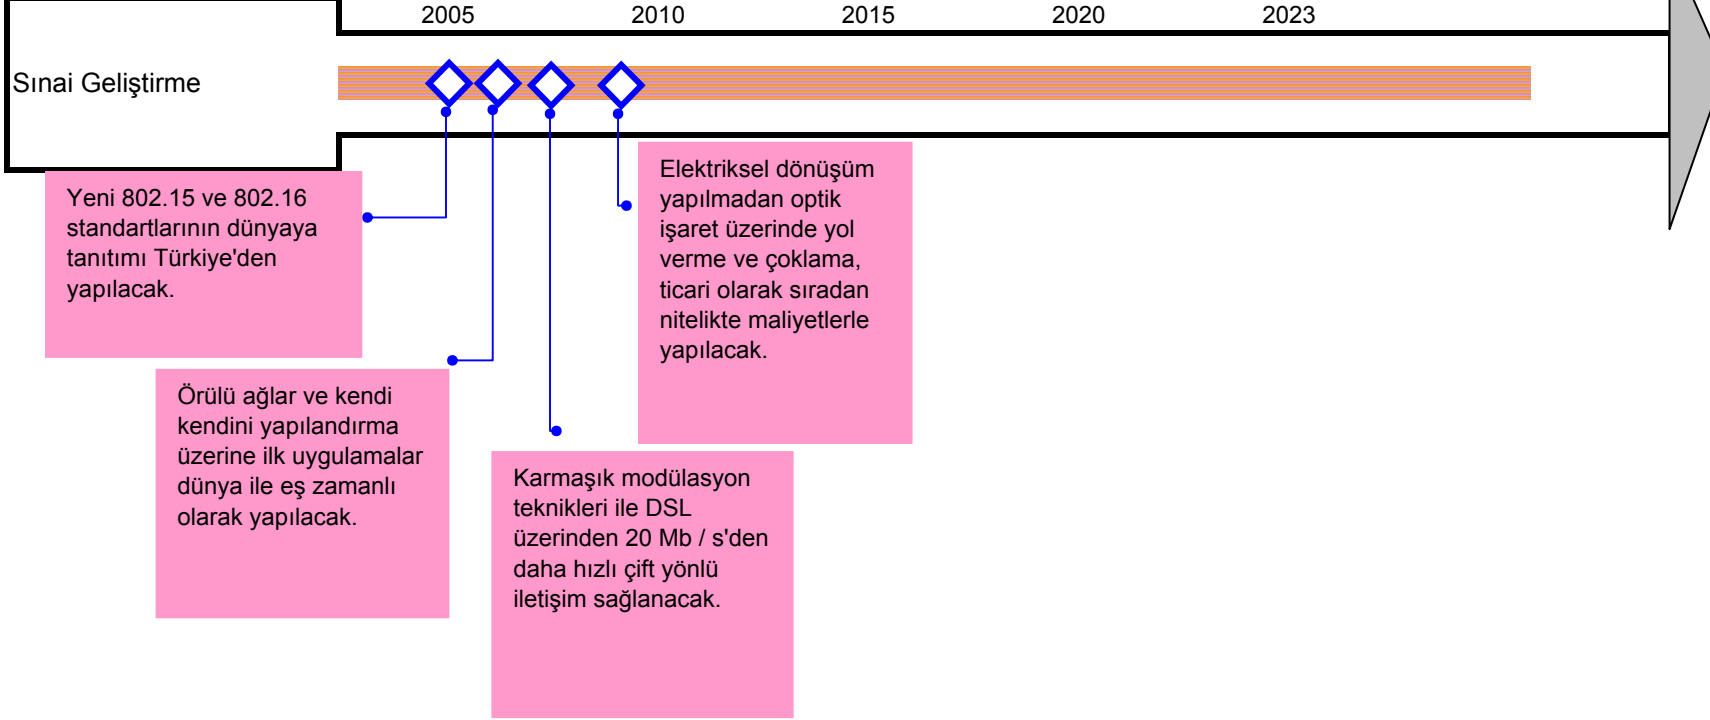 2005 2010 2015 2020 2023
Sınai Geliştirme
Yeni 802.15 ve 802.16
standartlarının dünyaya
tanıtımı Türkiye'den
yapılacak.
Örülü ağlar ve kendi
kendini yapılandırma
üzerine ilk uygulamalar
dünya ile eş zamanlı
olarak yapılacak.
Karmaşık modülasyon
teknikleri ile DSL
üzerinden 20 Mb / s'den
daha hızlı çift yönlü
iletişim sağlanacak.
Elektriksel dönüşüm
yapılmadan optik
işaret üzerinde yol
verme ve çoklama,
ticari olarak sıradan
nitelikte maliyetlerle
yapılacak.